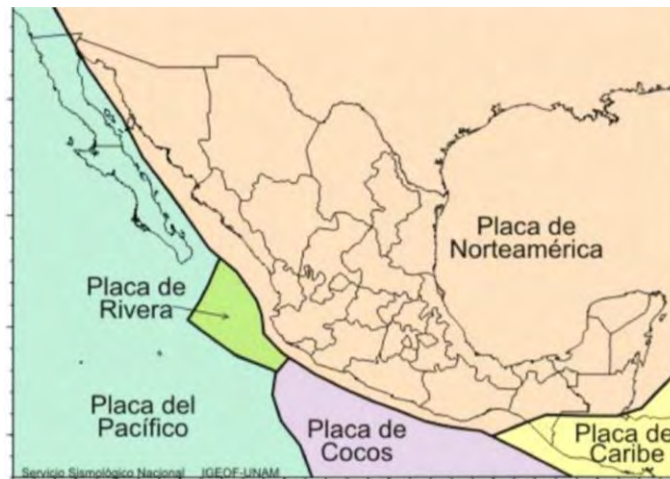 Placa de
Norteamérica
Placa de
Rivera
Placa del
Pacífico
Placa de
Cocos
Placa de
Caribe
Servicio Sismológico Nacional IGEOF-UNAM